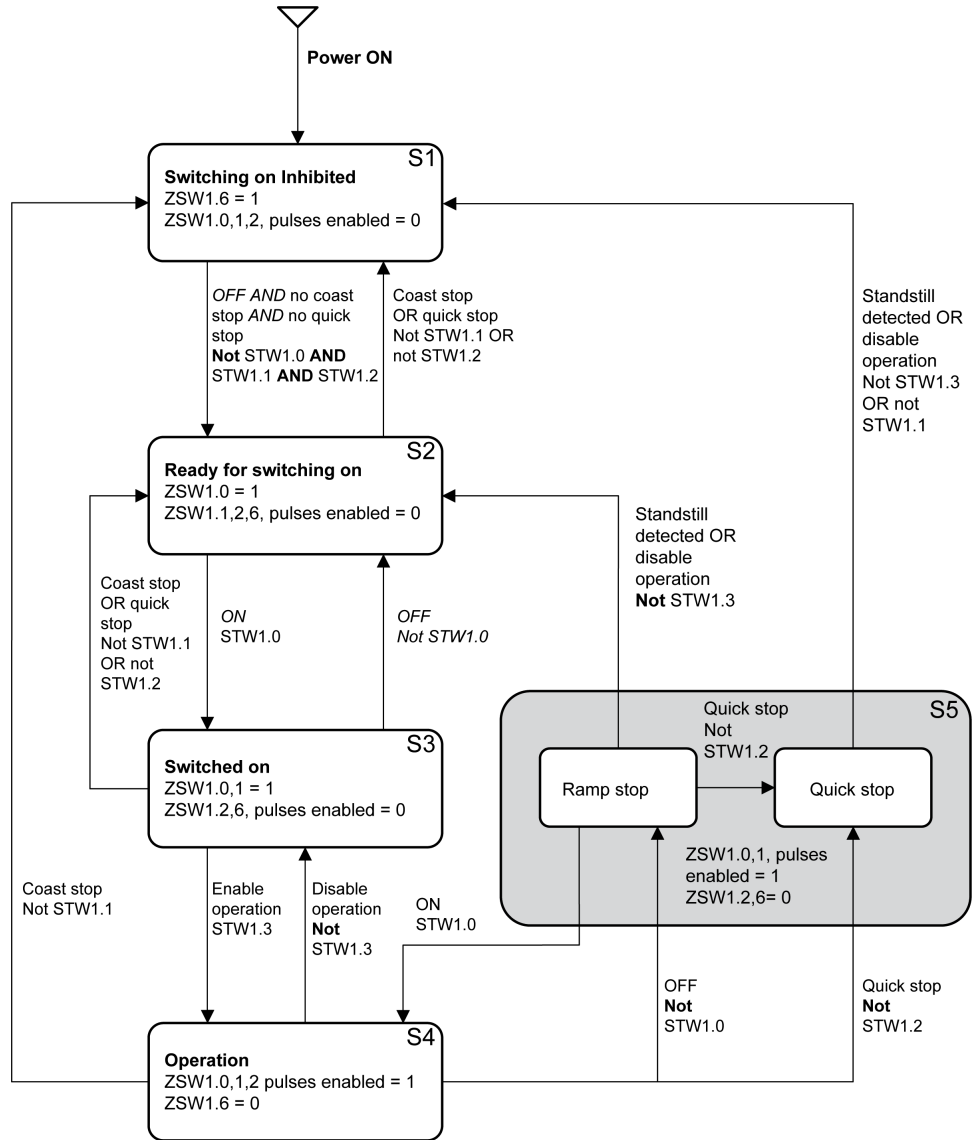 Power ON
S1
Switching on Inhibited
ZSW1.6 = 1
ZSW1.0,1,2, pulses enabled = 0
OFF AND no coast
stop AND no quick
stop
Not STW1.0 AND
STW1.1 AND STW1.2
Coast stop
OR quick stop
Not STW1.1 OR
not STW1.2
Standstill
detected OR
disable
operation
Not STW1.3
OR not
STW1.1
S2
Ready for switching on
ZSW1.0 = 1
ZSW1.1,2,6, pulses enabled = 0
Standstill
detected OR
disable
operation
Not STW1.3
Coast stop
OR quick
stop
Not STW1.1
OR not
STW1.2
ON
STW1.0
OFF
Not STW1.0
S3
Switched on
ZSW1.0,1 = 1
ZSW1.2,6, pulses enabled = 0
S5
Quick stop
Not
STW1.2
Ramp stop
Quick stop
ZSW1.0,1, pulses
enabled = 1
ZSW1.2,6= 0
Coast stop
Not STW1.1
Enable
operation
STW1.3
Disable
operation
Not
STW1.3
ON
STW1.0
OFF
Not
STW1.0
Quick stop
Not
STW1.2
S4
Operation
ZSW1.0,1,2 pulses enabled = 1
ZSW1.6 = 0